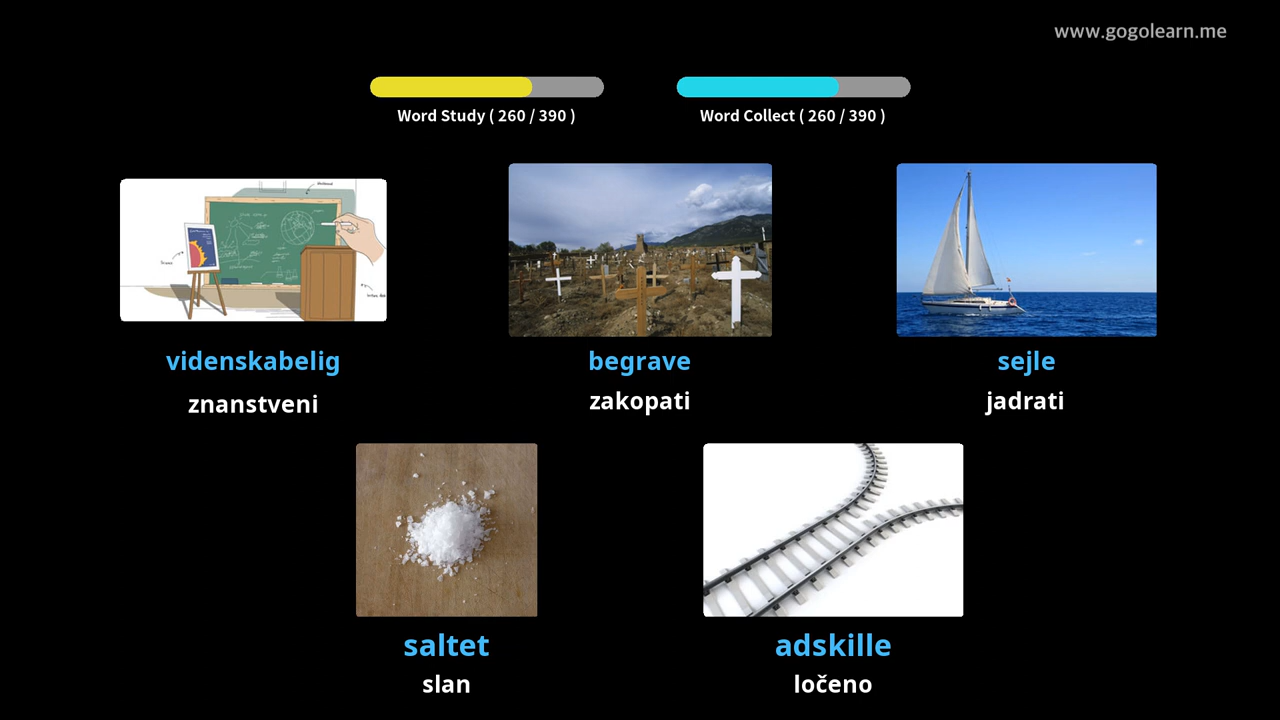 www.gogolearn.me
Word Study ( 260 / 390 )
Word Collect ( 260 / 390 )
videnskabelig
begrave
sejle
znanstveni
zakopati
jadrati
saltet
adskille
slan
ločeno